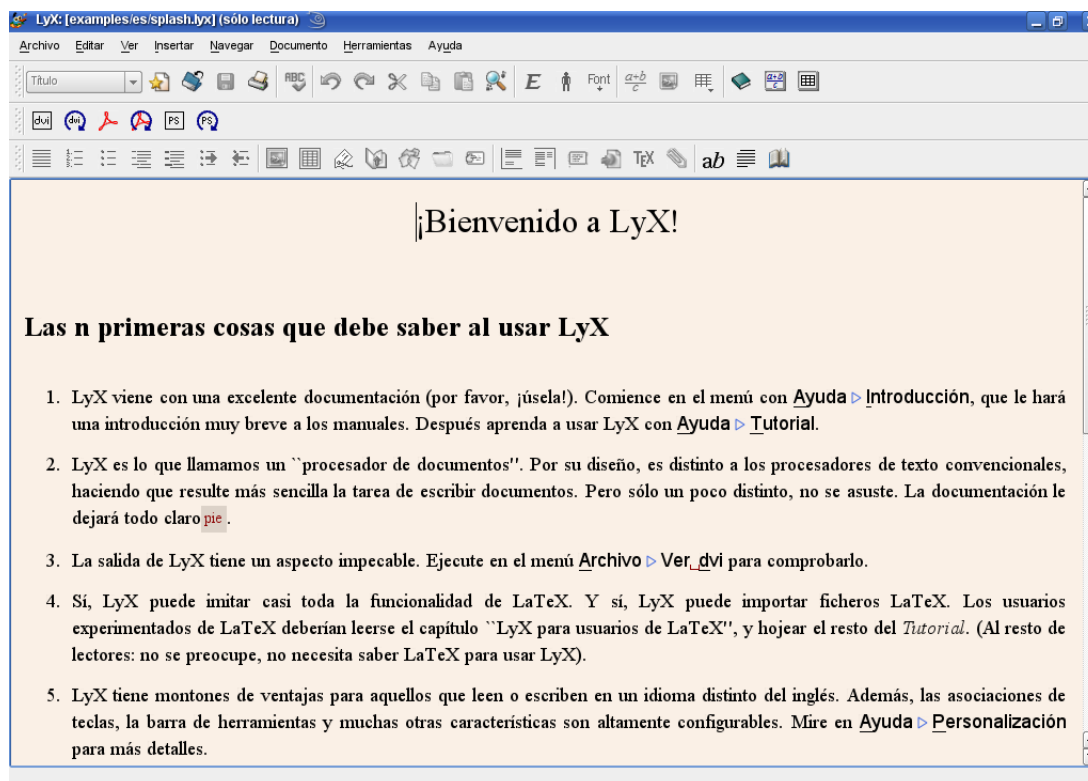 LyX: [examples/es/splash.lyx] (sólo lectura)
Archivo Editar Ver Insertar Navegar Documento Herramientas Ayuda
Título ABC E Font a+b c a+b c
dvi dvi PS PS
TEX ab
¡Bienvenido a LyX!
Las n primeras cosas que debe saber al usar LyX
1. LyX viene con una excelente documentación (por favor, ¡úsela!). Comience en el menú con Ayuda ▷ Introducción, que le hará
una introducción muy breve a los manuales. Después aprenda a usar LyX con Ayuda ▷ Tutorial.
2. LyX es lo que llamamos un ``procesador de documentos''. Por su diseño, es distinto a los procesadores de texto convencionales,
haciendo que resulte más sencilla la tarea de escribir documentos. Pero sólo un poco distinto, no se asuste. La documentación le
dejará todo claro pie .
3. La salida de LyX tiene un aspecto impecable. Ejecute en el menú Archivo ▷ Ver dvi para comprobarlo.
4. Sí, LyX puede imitar casi toda la funcionalidad de LaTeX. Y sí, LyX puede importar ficheros LaTeX. Los usuarios
experimentados de LaTeX deberían leerse el capítulo ``LyX para usuarios de LaTeX'', y hojear el resto del Tutorial. (Al resto de
lectores: no se preocupe, no necesita saber LaTeX para usar LyX).
5. LyX tiene montones de ventajas para aquellos que leen o escriben en un idioma distinto del inglés. Además, las asociaciones de
teclas, la barra de herramientas y muchas otras características son altamente configurables. Mire en Ayuda ▷ Personalización
para más detalles.